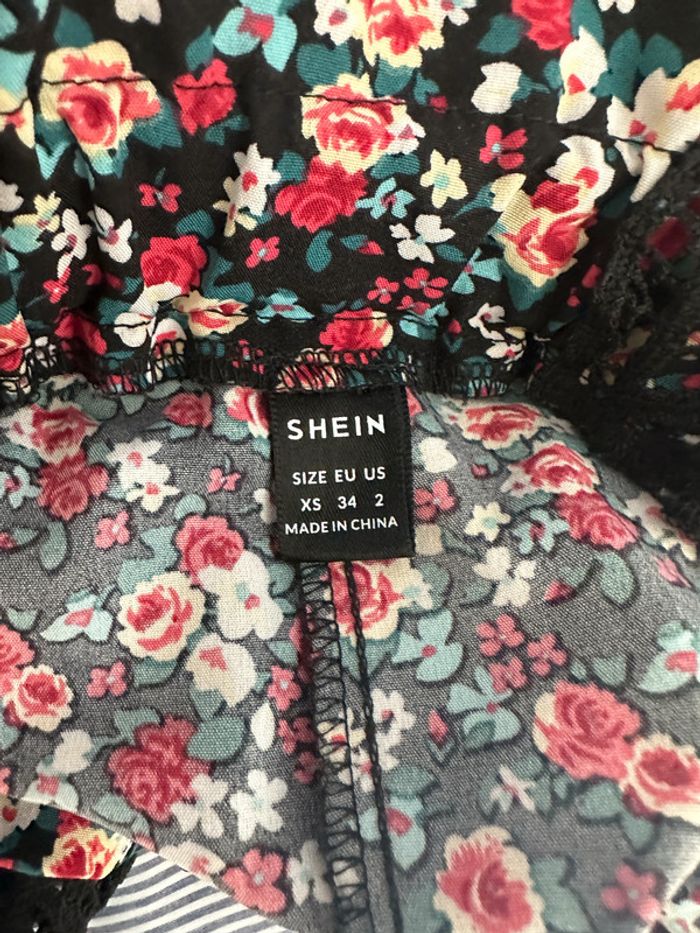 SHEIN
SIZE EU US
XS 34 2
MADE IN CHINA